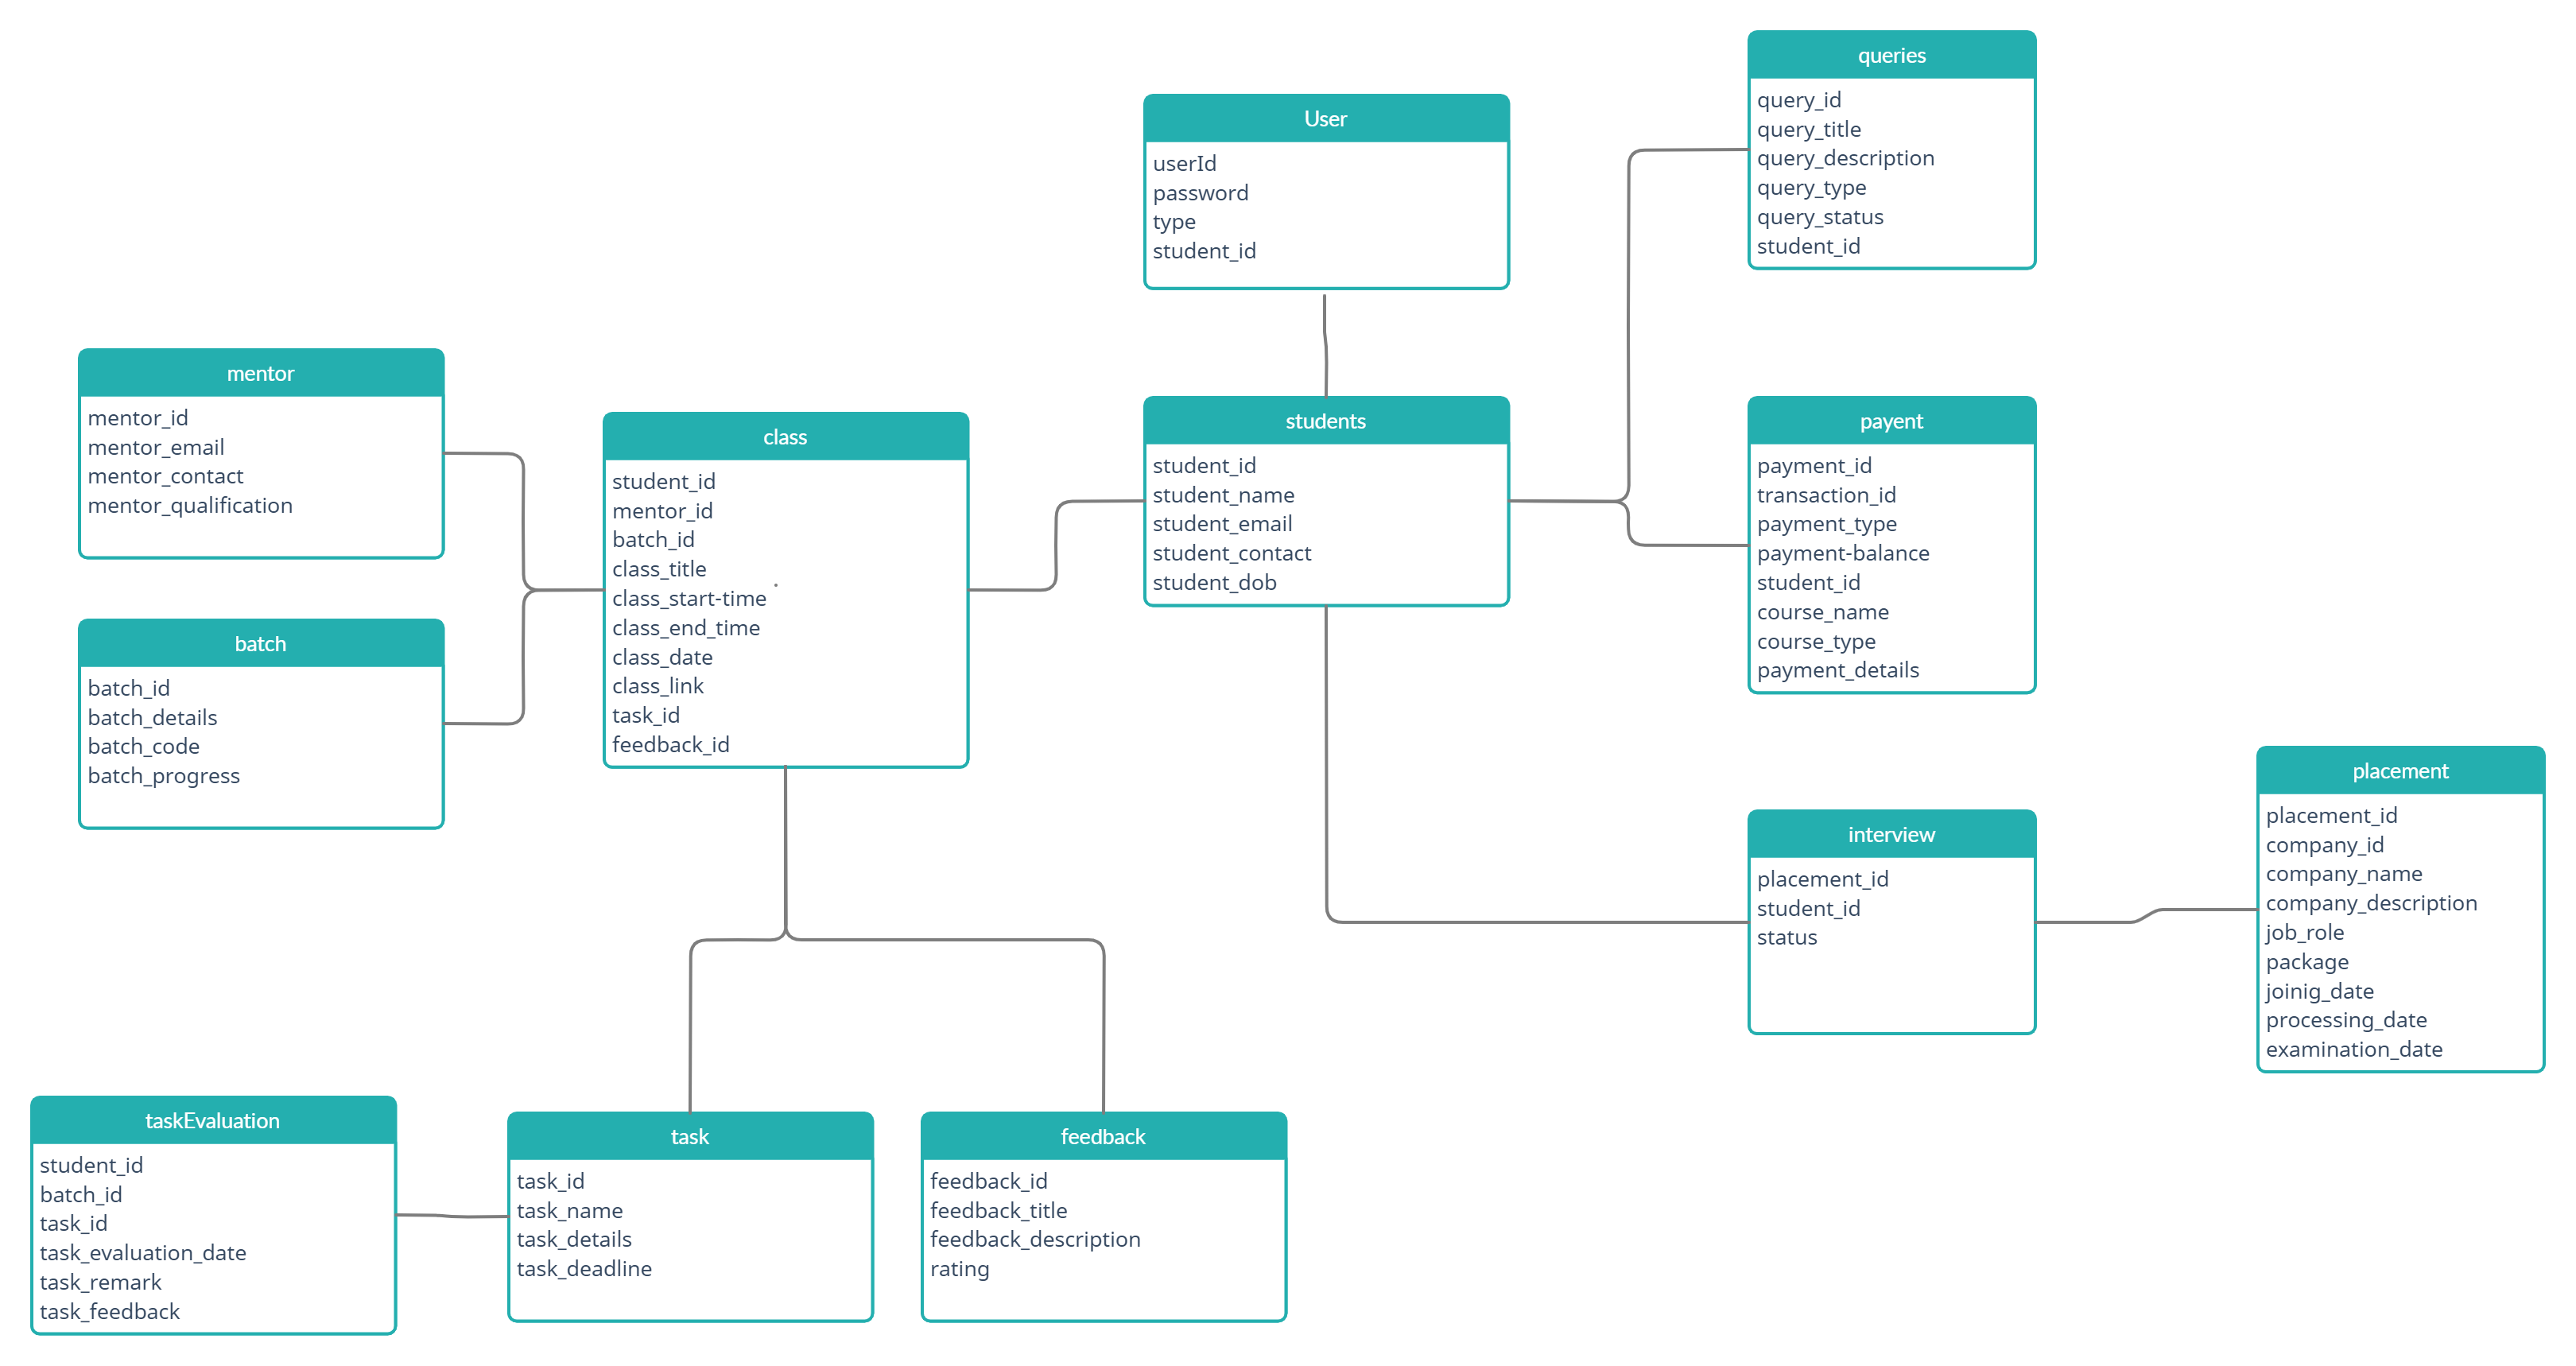 queries
query_id
query_title
query_description
query_type
query_status
student_id
User
userId
password
type
student_id
mentor
mentor_id
mentor_email
mentor_contact
mentor_qualification
class
student_id
mentor_id
batch_id
class_title
class_start-time
class_end_time
class_date
class_link
task_id
feedback_id
students
student_id
student_name
student_email
student_contact
student_dob
payent
payment_id
transaction_id
payment_type
payment-balance
student_id
course_name
course_type
payment_details
batch
batch_id
batch_details
batch_code
batch_progress
interview
placement_id
student_id
status
placement
placement_id
company_id
company_name
company_description
job_role
package
joinig_date
processing_date
examination_date
taskEvaluation
student_id
batch_id
task_id
task_evaluation_date
task_remark
task_feedback
task
task_id
task_name
task_details
task_deadline
feedback
feedback_id
feedback_title
feedback_description
rating